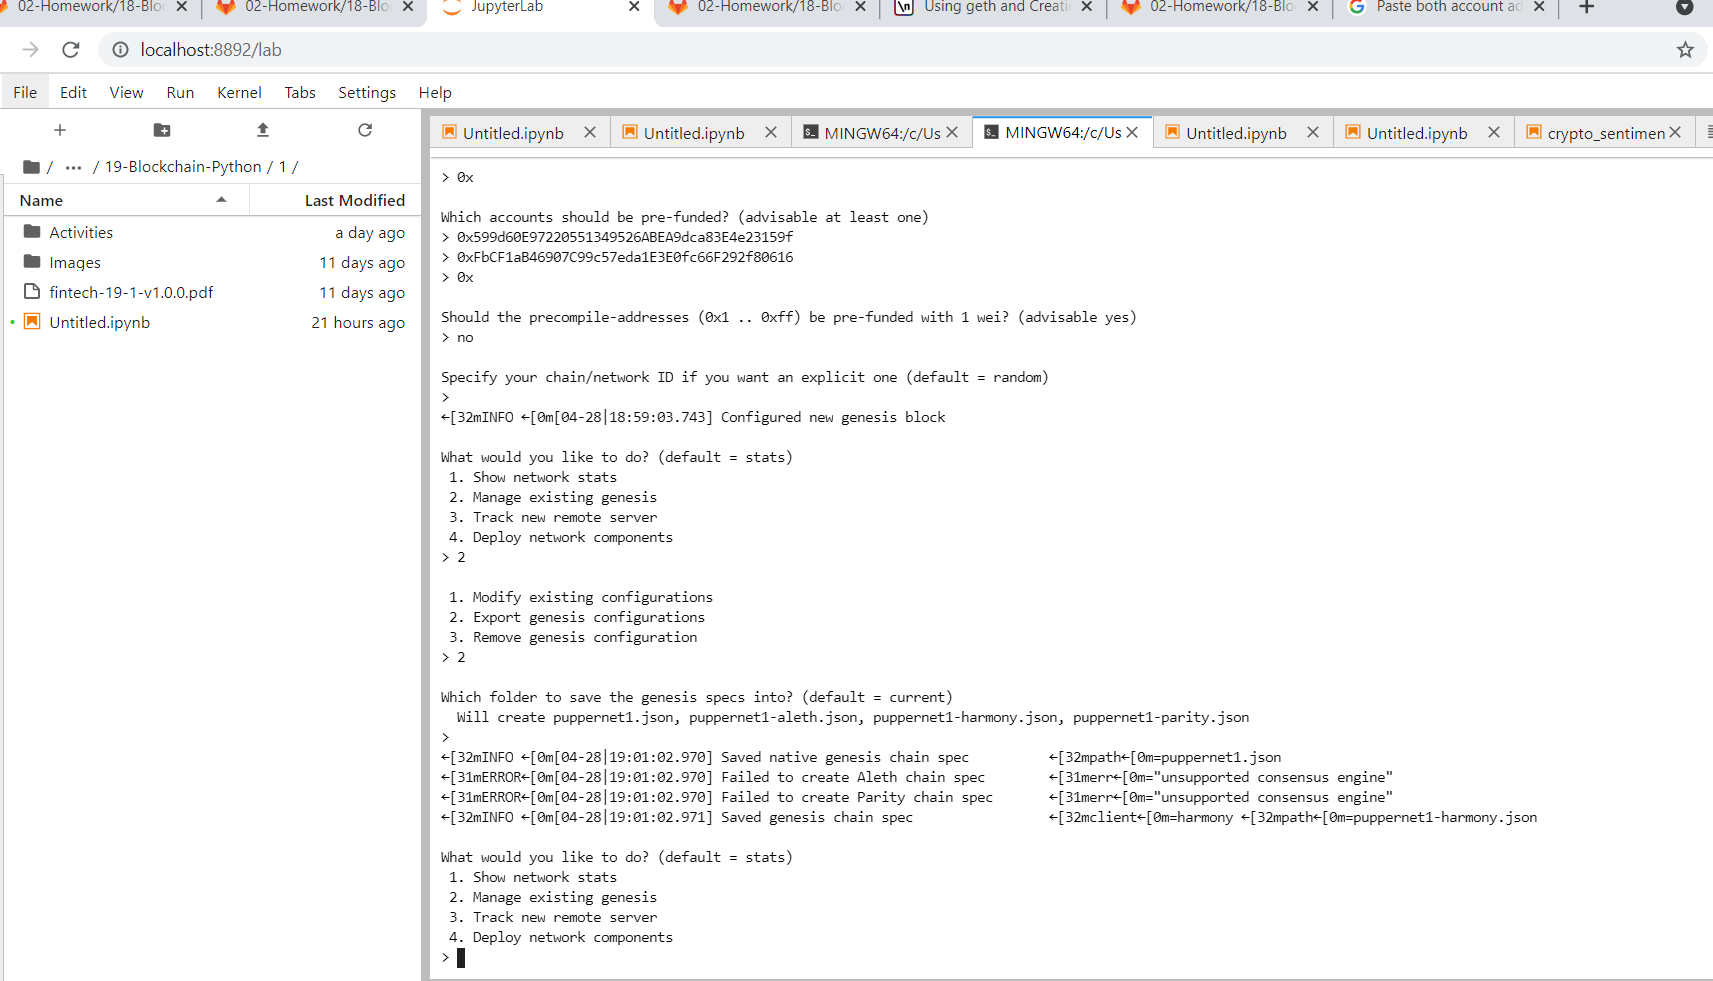 02-Homework/18-Blo
02-Homework/18-Blo
JupyterLab
02-Homework/18-Blo
Using geth and Creati
02-Homework/18-Blo
Paste both account ad
localhost:8892/lab
File Edit View Run Kernel Tabs Settings Help
Untitled.ipynb
Untitled.ipynb
MINGW64:/c/Us
MINGW64:/c/Us
Untitled.ipynb
Untitled.ipynb
crypto_sentimen
/ ··· / 19-Blockchain-Python / 1 /
Name Last Modified
Activities a day ago
Images 11 days ago
fintech-19-1-v1.0.0.pdf 11 days ago
Untitled.ipynb 21 hours ago
> 0x
Which accounts should be pre-funded? (advisable at least one)
> 0x599d60E97220551349526ABEA9dca83E4e23159f
> 0xFbCF1aB46907C99c57eda1E3E0fc66F292f80616
> 0x
Should the precompile-addresses (0x1 .. 0xff) be pre-funded with 1 wei? (advisable yes)
> no
Specify your chain/network ID if you want an explicit one (default = random)
>
←[32mINFO ←[0m[04-28|18:59:03.743] Configured new genesis block
What would you like to do? (default = stats)
1. Show network stats
2. Manage existing genesis
3. Track new remote server
4. Deploy network components
> 2
1. Modify existing configurations
2. Export genesis configurations
3. Remove genesis configuration
> 2
Which folder to save the genesis specs into? (default = current)
Will create puppernet1.json, puppernet1-aleth.json, puppernet1-harmony.json, puppernet1-parity.json
>
←[32mINFO ←[0m[04-28|19:01:02.970] Saved native genesis chain spec ←[32mpath←[0m=puppernet1.json
←[31mERROR←[0m[04-28|19:01:02.970] Failed to create Aleth chain spec ←[31merr←[0m="unsupported consensus engine"
←[31mERROR←[0m[04-28|19:01:02.970] Failed to create Parity chain spec ←[31merr←[0m="unsupported consensus engine"
←[32mINFO ←[0m[04-28|19:01:02.971] Saved genesis chain spec ←[32mclient←[0m=harmony ←[32mpath←[0m=puppernet1-harmony.json
What would you like to do? (default = stats)
1. Show network stats
2. Manage existing genesis
3. Track new remote server
4. Deploy network components
>